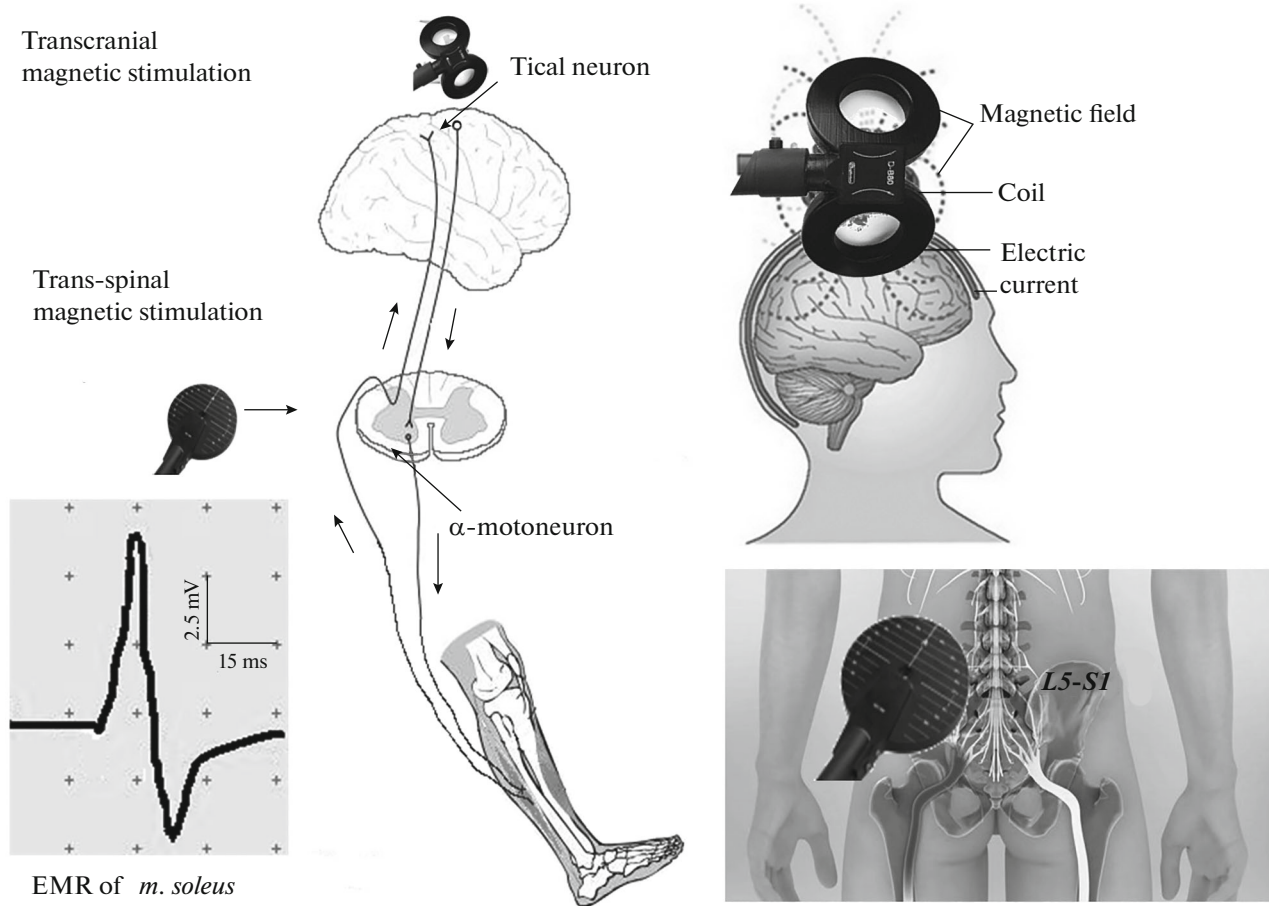 Transcranial
magnetic stimulation
Tical neuron
Trans-spinal
magnetic stimulation
α-motoneuron
2.5 mV
15 ms
EMR of m. soleus
Magnetic field
D-B80
Coil
Electric
current
L5-S1